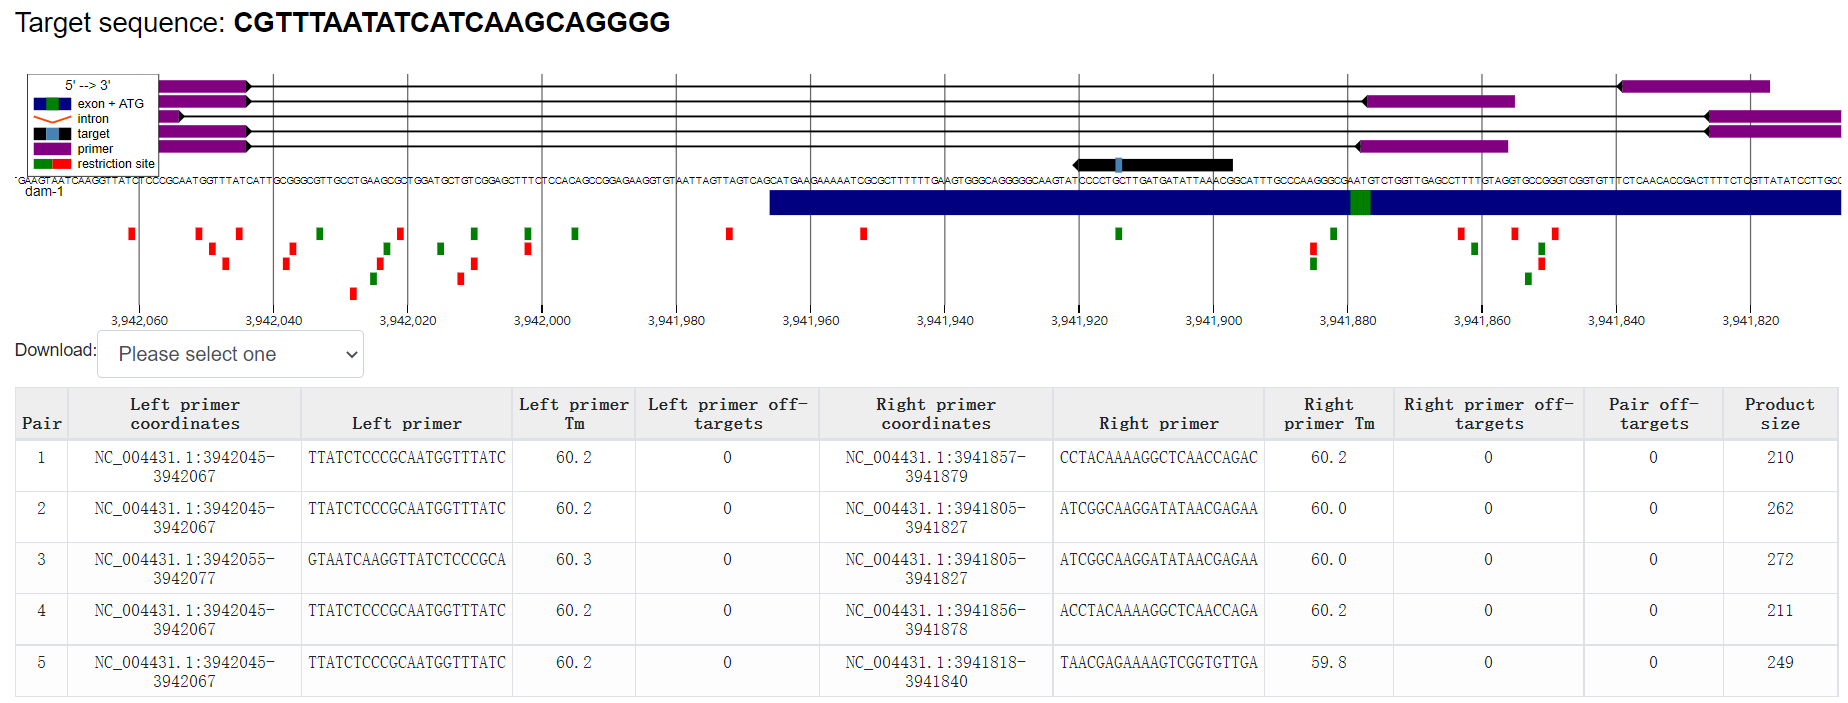 Target sequence: CGTTTAATATCATCAAGCAGGGG
5' --> 3'
exon + ATG
intron
target
primer
restriction site
GAAGTAATCAAGGTTATCTCCCGCAATGGTTTATCATTGCGGGCGTTGCCTGAAGCGCTGGATGCTGTCGGAGCTTTCTCCACAGCCGGAGAAGGTGTAATTAGTTAGTCAGCATGAAGAAAAATCGCGCTTTTTTGAAGTGGGCAGGGGGCAAGTATCCCCTGCTTGATGATATTAAACGGCATTTGCCCAAGGGCGAATGTCTGGTTGAGCCTTTTGTAGGTGCCGGGTCGGTGTTTCTCAACACCGACTTTTCTCGTTATATCCTTGCC
dam-1
3,942,060 3,942,040 3,942,020 3,942,000 3,941,980 3,941,960 3,941,940 3,941,920 3,941,900 3,941,880 3,941,860 3,941,840 3,941,820
Download: Please select one
Pair Left primer coordinates Left primer Left primer Tm Left primer off-targets Right primer coordinates Right primer Right primer Tm Right primer off-targets Pair off-targets Product size
1 NC_004431.1:3942045-3942067 TTATCTCCCGCAATGGTTTATC 60.2 0 NC_004431.1:3941857-3941879 CCTACAAAAGGCTCAACCAGAC 60.2 0 0 210
2 NC_004431.1:3942045-3942067 TTATCTCCCGCAATGGTTTATC 60.2 0 NC_004431.1:3941805-3941827 ATCGGCAAGGATATAACGAGAA 60.0 0 0 262
3 NC_004431.1:3942055-3942077 GTAATCAAGGTTATCTCCCGCA 60.3 0 NC_004431.1:3941805-3941827 ATCGGCAAGGATATAACGAGAA 60.0 0 0 272
4 NC_004431.1:3942045-3942067 TTATCTCCCGCAATGGTTTATC 60.2 0 NC_004431.1:3941856-3941878 ACCTACAAAAGGCTCAACCAGA 60.2 0 0 211
5 NC_004431.1:3942045-3942067 TTATCTCCCGCAATGGTTTATC 60.2 0 NC_004431.1:3941818-3941840 TAACGAGAAAAGTCGGTGTTGA 59.8 0 0 249